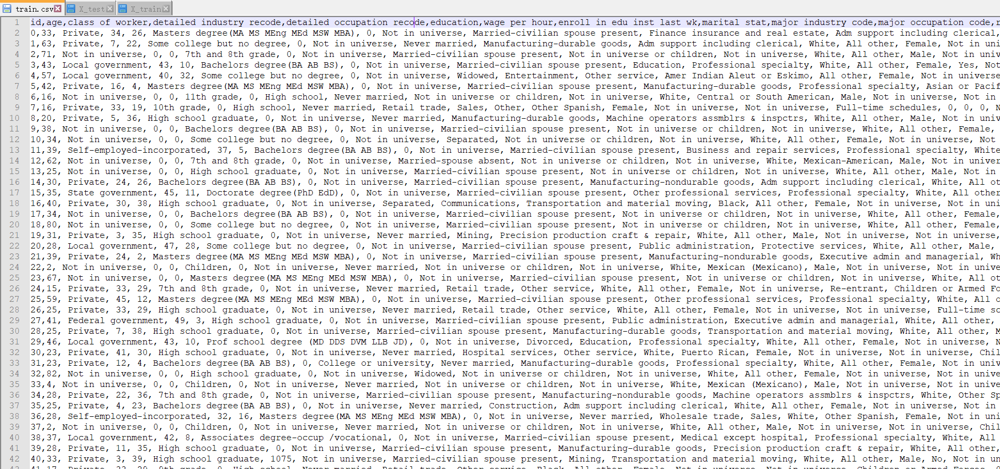 train.csv X_test X_train
1 id,age,class of worker,detailed industry recode,detailed occupation recode,education,wage per hour,enroll in edu inst last wk,marital stat,major industry code,major occupation code,r
2 0,33, Private, 34, 26, Masters degree(MA MS MEng MEd MSW MBA), 0, Not in universe, Married-civilian spouse present, Finance insurance and real estate, Adm support including clerical,
3 1,63, Private, 7, 22, Some college but no degree, 0, Not in universe, Never married, Manufacturing-durable goods, Adm support including clerical, White, All other, Female, Not in uni
4 2,71, Not in universe, 0, 0, 7th and 8th grade, 0, Not in universe, Married-civilian spouse present, Not in universe or children, Not in universe, White, All other, Male, Not in univ
5 3,43, Local government, 43, 10, Bachelors degree(BA AB BS), 0, Not in universe, Married-civilian spouse present, Education, Professional specialty, White, All other, Female, Yes, Not
6 4,57, Local government, 40, 32, Some college but no degree, 0, Not in universe, Widowed, Entertainment, Other service, Amer Indian Aleut or Eskimo, All other, Female, Not in universe
7 5,42, Private, 16, 4, Masters degree(MA MS MEng MEd MSW MBA), 0, Not in universe, Married-civilian spouse present, Manufacturing-durable goods, Professional specialty, Asian or Pacif
8 6,16, Not in universe, 0, 0, 11th grade, 0, High school, Never married, Not in universe or children, Not in universe, White, Central or South American, Male, Not in universe, Not in
9 7,16, Private, 33, 19, 10th grade, 0, High school, Never married, Retail trade, Sales, Other, Other Spanish, Female, Not in universe, Not in universe, Full-time schedules, 0, 0, 0, N
10 8,20, Private, 5, 36, High school graduate, 0, Not in universe, Never married, Manufacturing-durable goods, Machine operators assmblrs & inspctrs, White, All other, Male, Not in univ
11 9,38, Not in universe, 0, 0, Bachelors degree(BA AB BS), 0, Not in universe, Married-civilian spouse present, Not in universe or children, Not in universe, White, All other, Female,
12 10,34, Not in universe, 0, 0, Some college but no degree, 0, Not in universe, Separated, Not in universe or children, Not in universe, White, All other, Female, Not in universe, Not
13 11,39, Self-employed-incorporated, 37, 5, Bachelors degree(BA AB BS), 0, Not in universe, Married-civilian spouse present, Business and repair services, Professional specialty, White
14 12,62, Not in universe, 0, 0, 7th and 8th grade, 0, Not in universe, Married-spouse absent, Not in universe or children, Not in universe, White, Mexican-American, Male, Not in univer
15 13,25, Not in universe, 0, 0, High school graduate, 0, Not in universe, Married-civilian spouse present, Not in universe or children, Not in universe, White, All other, Male, Not in
16 14,30, Private, 24, 26, Bachelors degree(BA AB BS), 0, Not in universe, Married-civilian spouse present, Manufacturing-nondurable goods, Adm support including clerical, White, All ot
17 15,35, State government, 45, 11, Doctorate degree(PhD EdD), 0, Not in universe, Married-civilian spouse present, Other professional services, Professional specialty, White, All other
18 16,40, Private, 30, 38, High school graduate, 0, Not in universe, Separated, Communications, Transportation and material moving, Black, All other, Female, Not in universe, Not in uni
19 17,34, Not in universe, 0, 0, Bachelors degree(BA AB BS), 0, Not in universe, Married-civilian spouse present, Not in universe or children, Not in universe, White, All other, Female,
20 18,80, Not in universe, 0, 0, Some college but no degree, 0, Not in universe, Married-civilian spouse present, Not in universe or children, Not in universe, White, All other, Female,
21 19,31, Private, 3, 35, High school graduate, 0, Not in universe, Never married, Mining, Precision production craft & repair, White, All other, Male, Not in universe, Not in universe,
22 20,28, Local government, 47, 28, Some college but no degree, 0, Not in universe, Married-civilian spouse present, Public administration, Protective services, White, All other, Male,
23 21,39, Private, 24, 2, Masters degree(MA MS MEng MEd MSW MBA), 0, Not in universe, Married-civilian spouse present, Manufacturing-nondurable goods, Executive admin and managerial, Wh
24 22,2, Not in universe, 0, 0, Children, 0, Not in universe, Never married, Not in universe or children, Not in universe, White, Mexican (Mexicano), Male, Not in universe, Not in unive
25 23,67, Not in universe, 0, 0, Masters degree(MA MS MEng MEd MSW MBA), 0, Not in universe, Married-civilian spouse present, Not in universe or children, Not in universe, White, All ot
26 24,15, Private, 33, 29, 7th and 8th grade, 0, Not in universe, Never married, Retail trade, Other service, White, All other, Female, Not in universe, Re-entrant, Children or Armed Fo
27 25,59, Private, 45, 12, Masters degree(MA MS MEng MEd MSW MBA), 0, Not in universe, Married-civilian spouse present, Other professional services, Professional specialty, White, All o
28 26,25, Private, 33, 29, High school graduate, 0, Not in universe, Never married, Retail trade, Other service, White, All other, Female, Not in universe, Not in universe, Full-time sc
29 27,41, Federal government, 49, 3, High school graduate, 0, Not in universe, Married-civilian spouse present, Public administration, Executive admin and managerial, White, All other,
30 28,25, Private, 7, 38, High school graduate, 0, Not in universe, Married-civilian spouse present, Manufacturing-durable goods, Transportation and material moving, White, All other, M
31 29,46, Local government, 43, 10, Prof school degree (MD DDS DVM LLB JD), 0, Not in universe, Divorced, Education, Professional specialty, White, All other, Female, Not in universe, N
32 30,23, Private, 41, 30, High school graduate, 0, Not in universe, Never married, Hospital services, Other service, White, Puerto Rican, Female, Not in universe, Not in universe, Chil
33 31,23, Private, 12, 4, Bachelors degree(BA AB BS), 0, College or university, Never married, Manufacturing-durable goods, Professional specialty, White, All other, Female, Not in univ
34 32,82, Not in universe, 0, 0, High school graduate, 0, Not in universe, Widowed, Not in universe or children, Not in universe, White, All other, Female, Not in universe, Not in unive
35 33,4, Not in universe, 0, 0, Children, 0, Not in universe, Never married, Not in universe or children, Not in universe, White, Mexican (Mexicano), Male, Not in universe, Not in unive
36 34,28, Private, 22, 36, 7th and 8th grade, 0, Not in universe, Married-civilian spouse present, Manufacturing-nondurable goods, Machine operators assmblrs & inspctrs, White, Other Sp
37 35,25, Private, 4, 23, Bachelors degree(BA AB BS), 0, Not in universe, Never married, Construction, Adm support including clerical, White, All other, Female, Not in universe, Not in
38 36,28, Self-employed-incorporated, 32, 16, Masters degree(MA MS MEng MEd MSW MBA), 0, Not in universe, Never married, Wholesale trade, Sales, White, Other Spanish, Female, Not in uni
39 37,2, Not in universe, 0, 0, Children, 0, Not in universe, Never married, Not in universe or children, Not in universe, White, All other, Male, Not in universe, Not in universe, Chil
40 38,37, Local government, 42, 8, Associates degree-occup /vocational, 0, Not in universe, Married-civilian spouse present, Medical except hospital, Professional specialty, White, All
41 39,28, Private, 11, 35, High school graduate, 0, Not in universe, Married-civilian spouse present, Manufacturing-durable goods, Precision production craft & repair, White, All other,
42 40,33, Private, 3, 39, High school graduate, 1075, Not in universe, Married-civilian spouse present, Mining, Transportation and material moving, White, All other, Male, No, Not in un